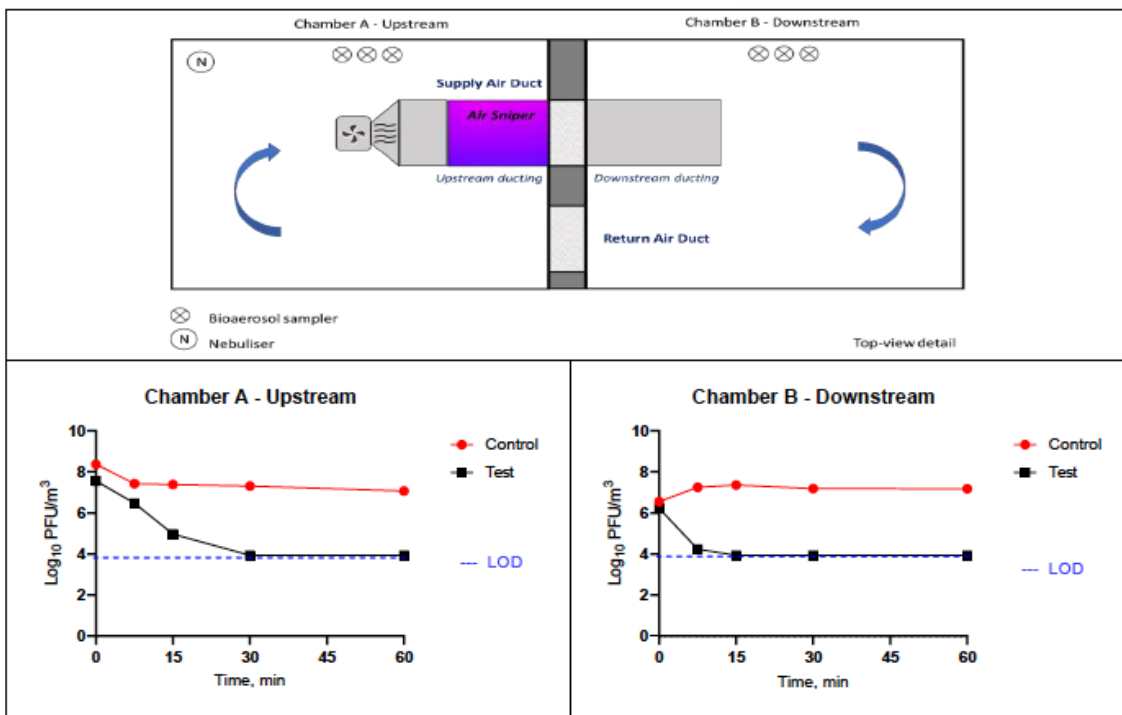 Chamber A - Upstream
Chamber B - Downstream
N
Supply Air Duct
Air Sniper
Upstream ducting
Downstream ducting
Return Air Duct
Bioaerosol sampler
N
Nebuliser
Top-view detail
Chamber A - Upstream
10
8
6
4
2
0
Log10 PFU/m³
0
15
30
45
60
Time, min
Control
Test
--- LOD
Chamber B - Downstream
10
8
6
4
2
0
Log10 PFU/m³
0
15
30
45
60
Time, min
Control
Test
--- LOD